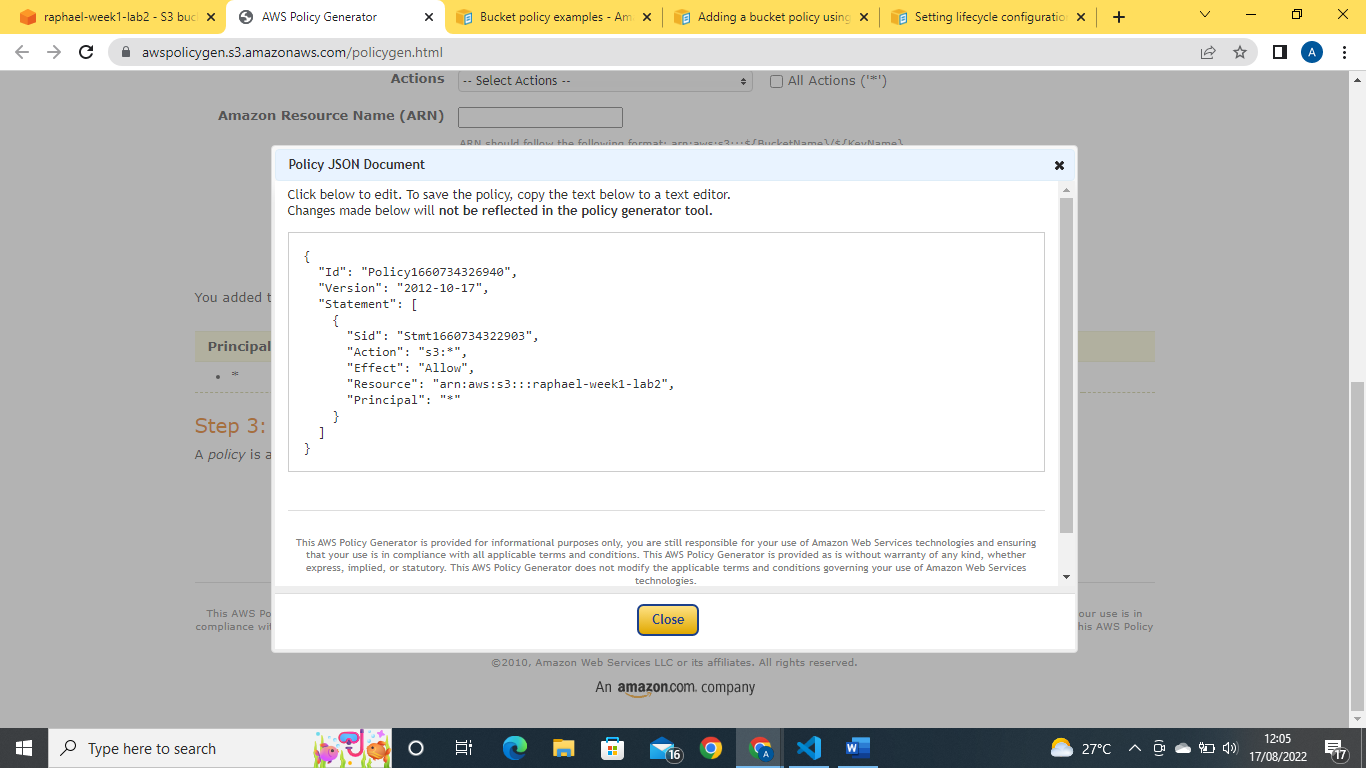 raphael-week1-lab2 - S3 buc
AWS Policy Generator
Bucket policy examples - Am
Adding a bucket policy using
Setting lifecycle configuratio
awspolicygen.s3.amazonaws.com/policygen.html
A
Actions
-- Select Actions --
All Actions ('*')
Amazon Resource Name (ARN)
ARN should follow the following format: arn:aws:s3:::${BucketName}/${KeyName}.
Policy JSON Document
Click below to edit. To save the policy, copy the text below to a text editor.
Changes made below will not be reflected in the policy generator tool.
{
"Id": "Policy1660734326940",
"Version": "2012-10-17",
"Statement": [
{
"Sid": "Stmt1660734322903",
"Action": "s3:*",
"Effect": "Allow",
"Resource": "arn:aws:s3:::raphael-week1-lab2",
"Principal": "*"
}
]
}
You added t
Principal
• *
Step 3:
A policy is a
This AWS Policy Generator is provided for informational purposes only, you are still responsible for your use of Amazon Web Services technologies and ensuring
that your use is in compliance with all applicable terms and conditions. This AWS Policy Generator is provided as is without warranty of any kind, whether
express, implied, or statutory. This AWS Policy Generator does not modify the applicable terms and conditions governing your use of Amazon Web Services
technologies.
Close
This AWS Po
our use is in
compliance wit
his AWS Policy
©2010, Amazon Web Services LLC or its affiliates. All rights reserved.
An amazon.com. company
Type here to search
16
A
W
27°C
12:05
17/08/2022
17